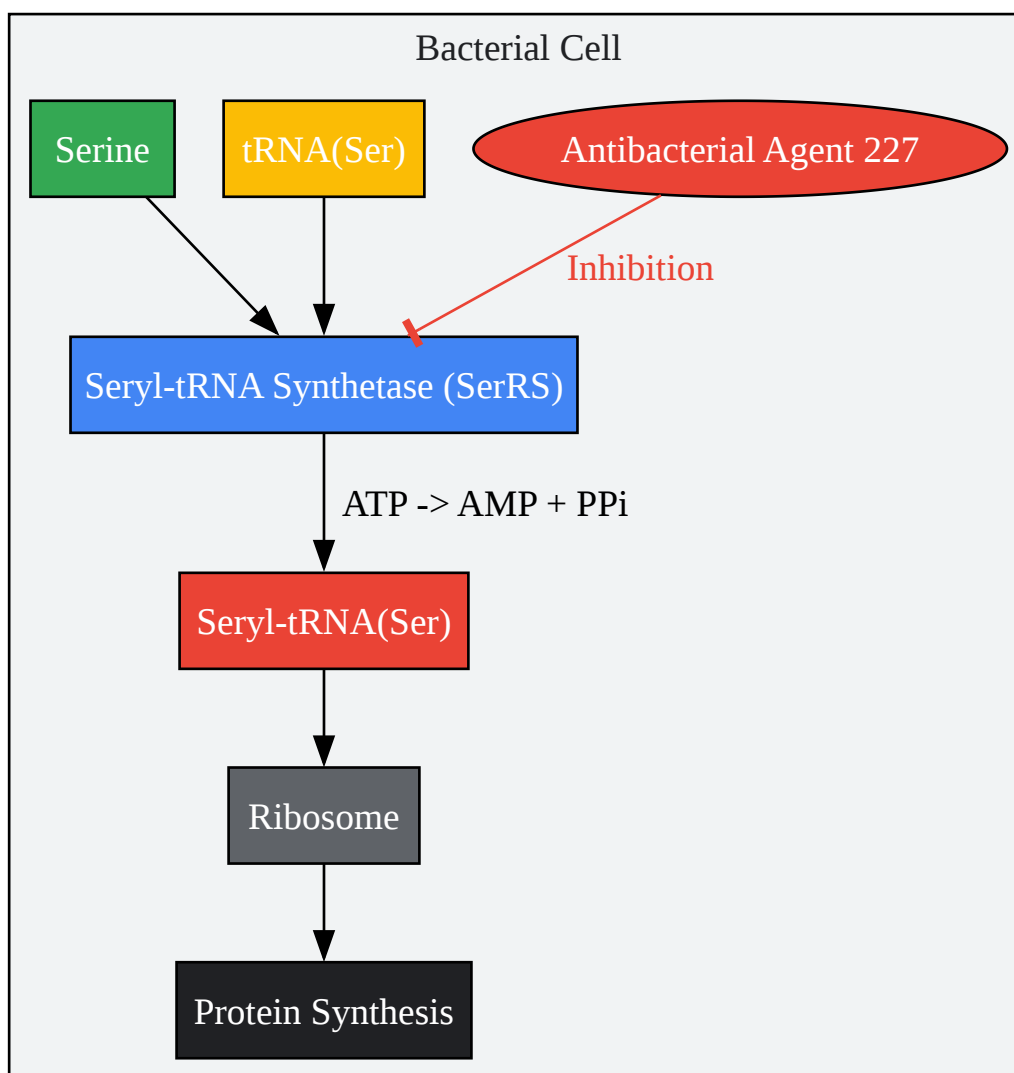 Bacterial Cell
Serine
tRNA(Ser)
Antibacterial Agent 227
Inhibition
Seryl-tRNA Synthetase (SerRS)
ATP -> AMP + PPi
Seryl-tRNA(Ser)
Ribosome
Protein Synthesis